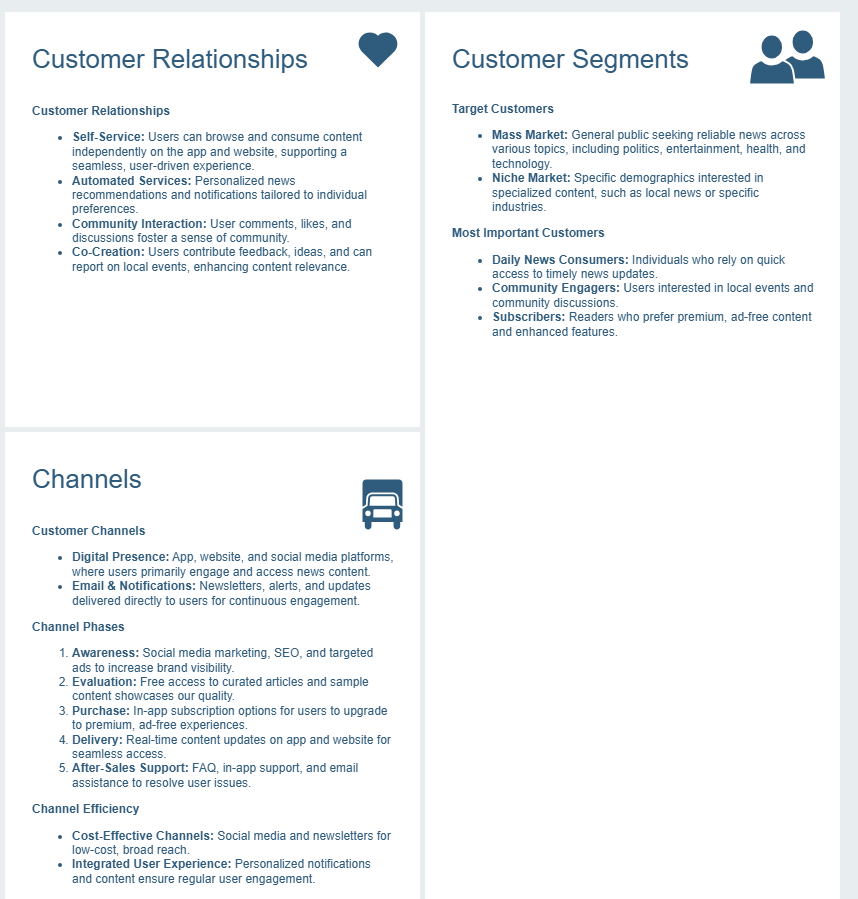 Customer Relationships
Customer Relationships
• Self-Service: Users can browse and consume content
independently on the app and website, supporting a
seamless, user-driven experience.
• Automated Services: Personalized news
recommendations and notifications tailored to individual
preferences.
• Community Interaction: User comments, likes, and
discussions foster a sense of community.
• Co-Creation: Users contribute feedback, ideas, and can
report on local events, enhancing content relevance.
Customer Segments
Target Customers
• Mass Market: General public seeking reliable news across
various topics, including politics, entertainment, health, and
technology.
• Niche Market: Specific demographics interested in
specialized content, such as local news or specific
industries.
Most Important Customers
• Daily News Consumers: Individuals who rely on quick
access to timely news updates.
• Community Engagers: Users interested in local events and
community discussions.
• Subscribers: Readers who prefer premium, ad-free content
and enhanced features.
Channels
Customer Channels
• Digital Presence: App, website, and social media platforms,
where users primarily engage and access news content.
• Email & Notifications: Newsletters, alerts, and updates
delivered directly to users for continuous engagement.
Channel Phases
1. Awareness: Social media marketing, SEO, and targeted
ads to increase brand visibility.
2. Evaluation: Free access to curated articles and sample
content showcases our quality.
3. Purchase: In-app subscription options for users to upgrade
to premium, ad-free experiences.
4. Delivery: Real-time content updates on app and website for
seamless access.
5. After-Sales Support: FAQ, in-app support, and email
assistance to resolve user issues.
Channel Efficiency
• Cost-Effective Channels: Social media and newsletters for
low-cost, broad reach.
• Integrated User Experience: Personalized notifications
and content ensure regular user engagement.